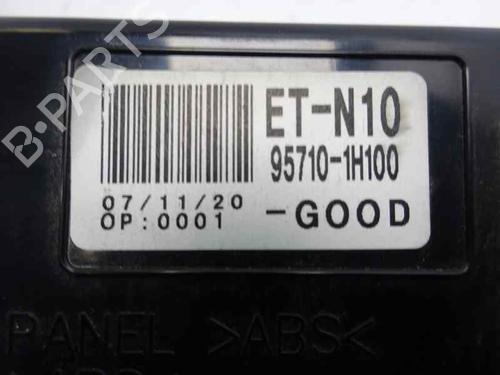 B-PARTS
ET-N10
95710-1H100
07/11/20
OP:0001
-GOOD
PANEL >ABS<